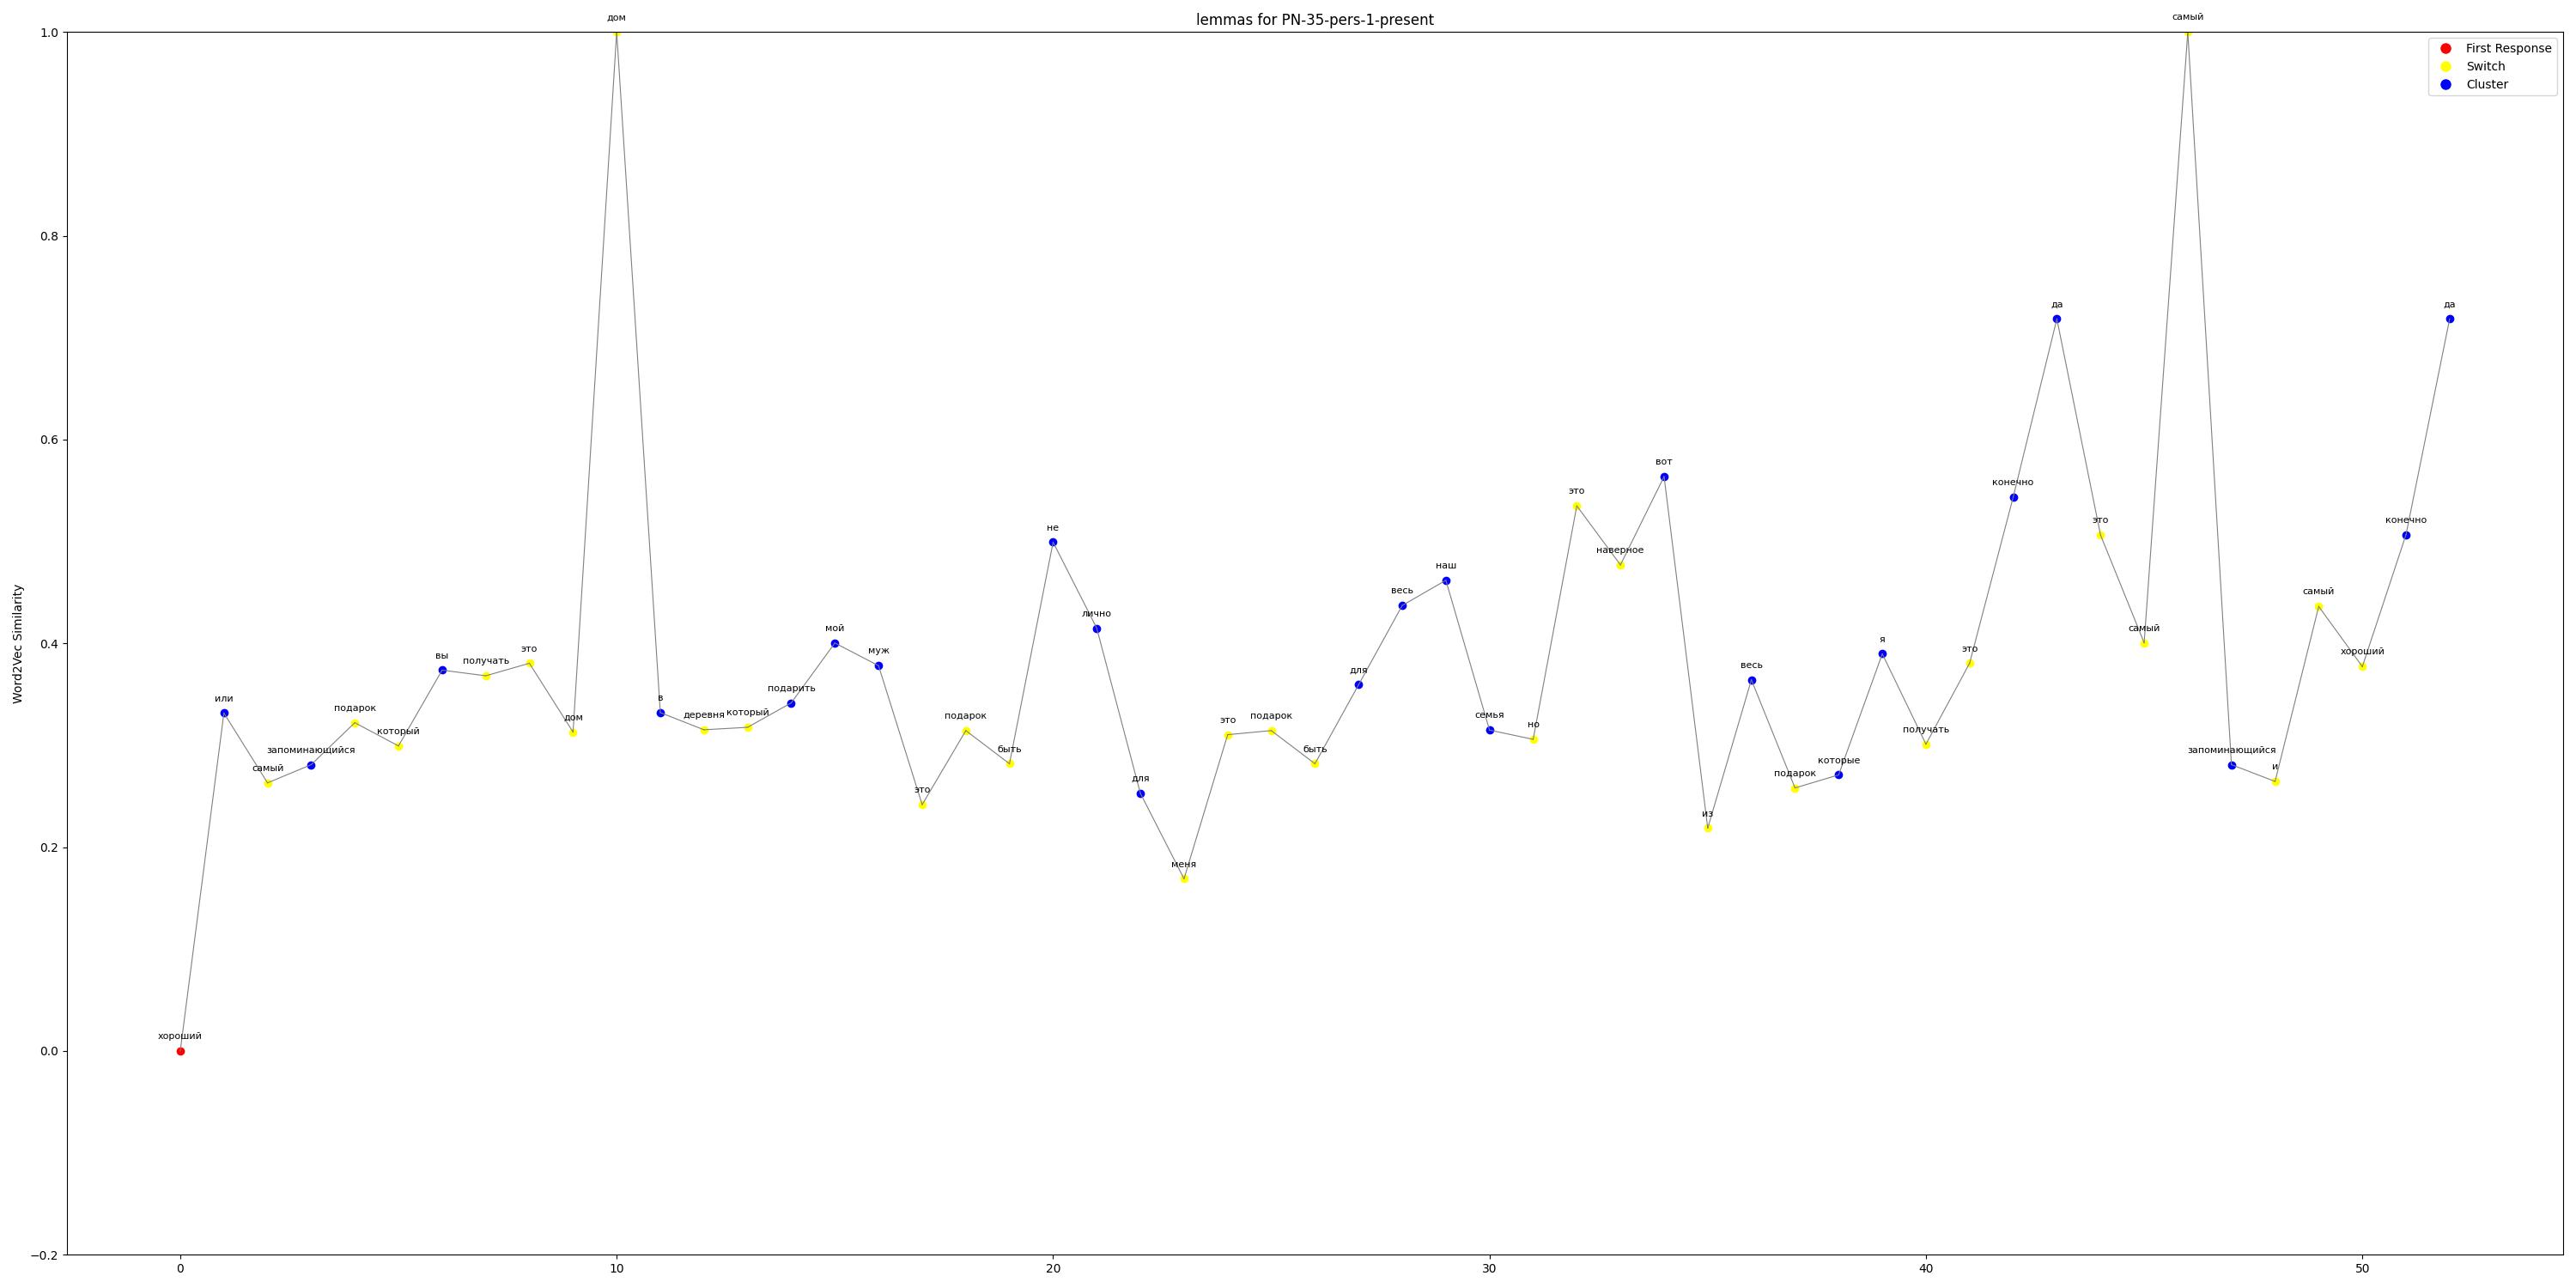 lemmas for PN-35-pers-1-present
First Response
Switch
Cluster
Word2Vec Similarity
1.0
0.8
0.6
0.4
0.2
0.0
−0.2
0
10
20
30
40
50
хороший
или
самый
запоминающийся
подарок
который
вы
получать
это
дом
дом
в
деревня
который
подарить
мой
муж
это
подарок
быть
не
лично
для
меня
это
подарок
быть
для
весь
наш
семья
но
это
наверное
вот
из
весь
подарок
которые
я
получать
это
конечно
да
это
самый
самый
запоминающийся
и
самый
хороший
конечно
да